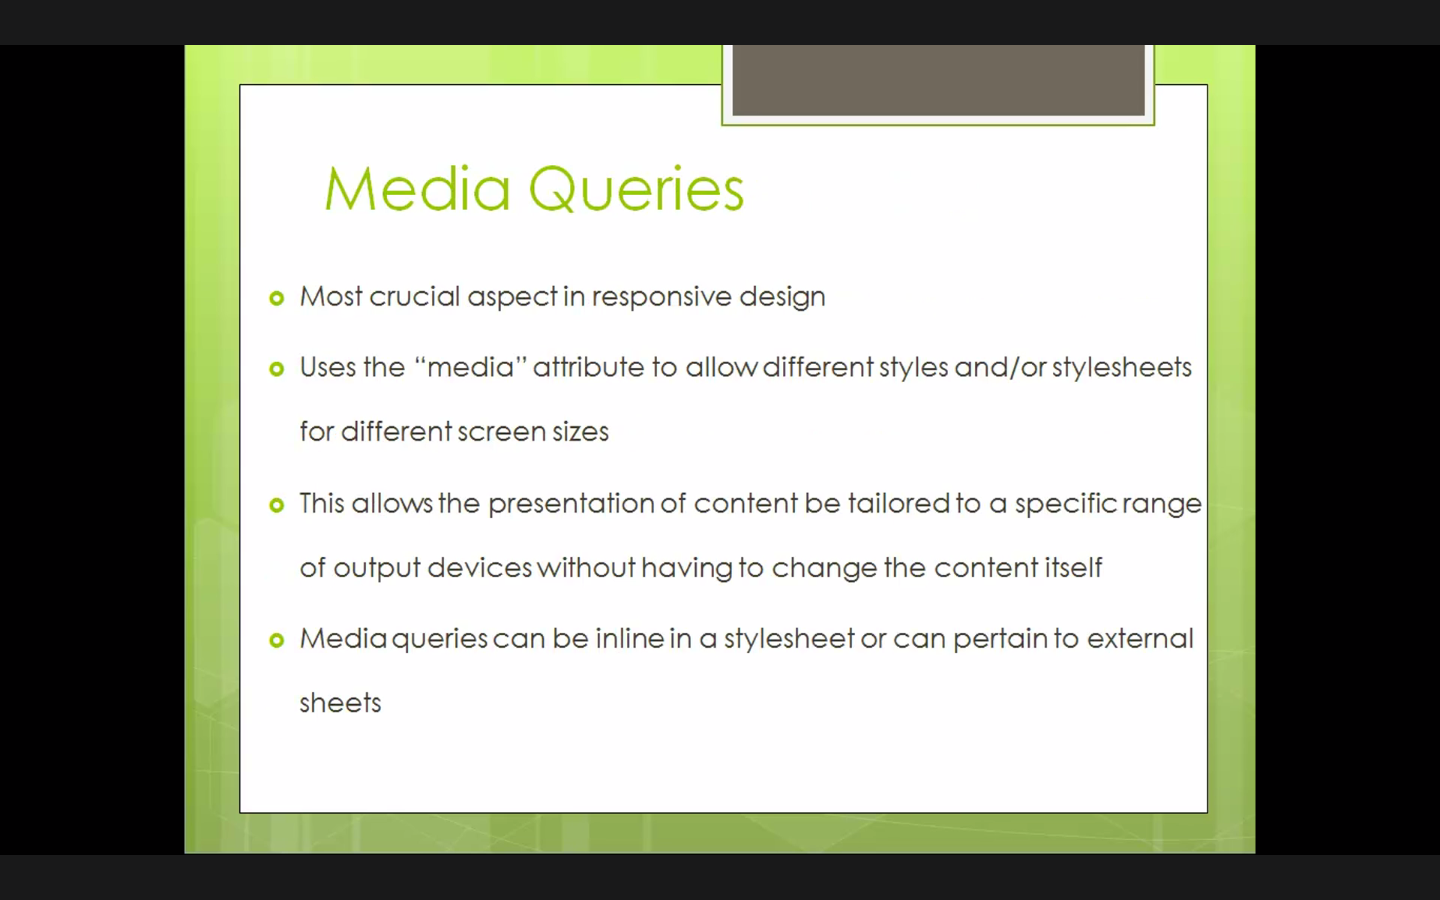 Media Queries
Most crucial aspect in responsive design
Uses the “media” attribute to allow different styles and/or stylesheets
for different screen sizes
This allows the presentation of content be tailored to a specific range
of output devices without having to change the content itself
Media queries can be inline in a stylesheet or can pertain to external
sheets